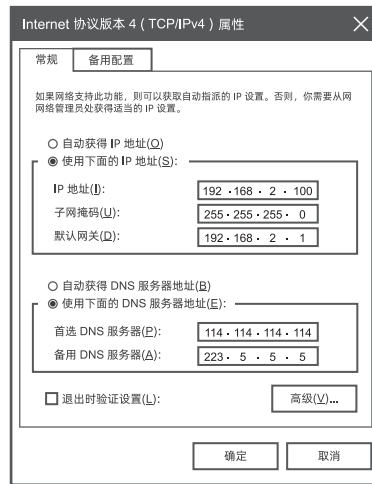 Internet 协议版本 4 ( TCP/IPv4 ) 属性
常规 备用配置
如果网络支持此功能，则可以获取自动指派的 IP 设置。否则，你需要从网
网络管理员处获得适当的 IP 设置。
自动获得 IP 地址(O)
使用下面的 IP 地址(S):
IP 地址(I): 192 · 168 · 2 · 100
子网掩码(U): 255 · 255 · 255 · 0
默认网关(D): 192 · 168 · 2 · 1
自动获得 DNS 服务器地址(B)
使用下面的 DNS 服务器地址(E):
首选 DNS 服务器(P): 114 · 114 · 114 · 114
备用 DNS 服务器(A): 223 · 5 · 5 · 5
退出时验证设置(L):
高级(V)...
确定 取消